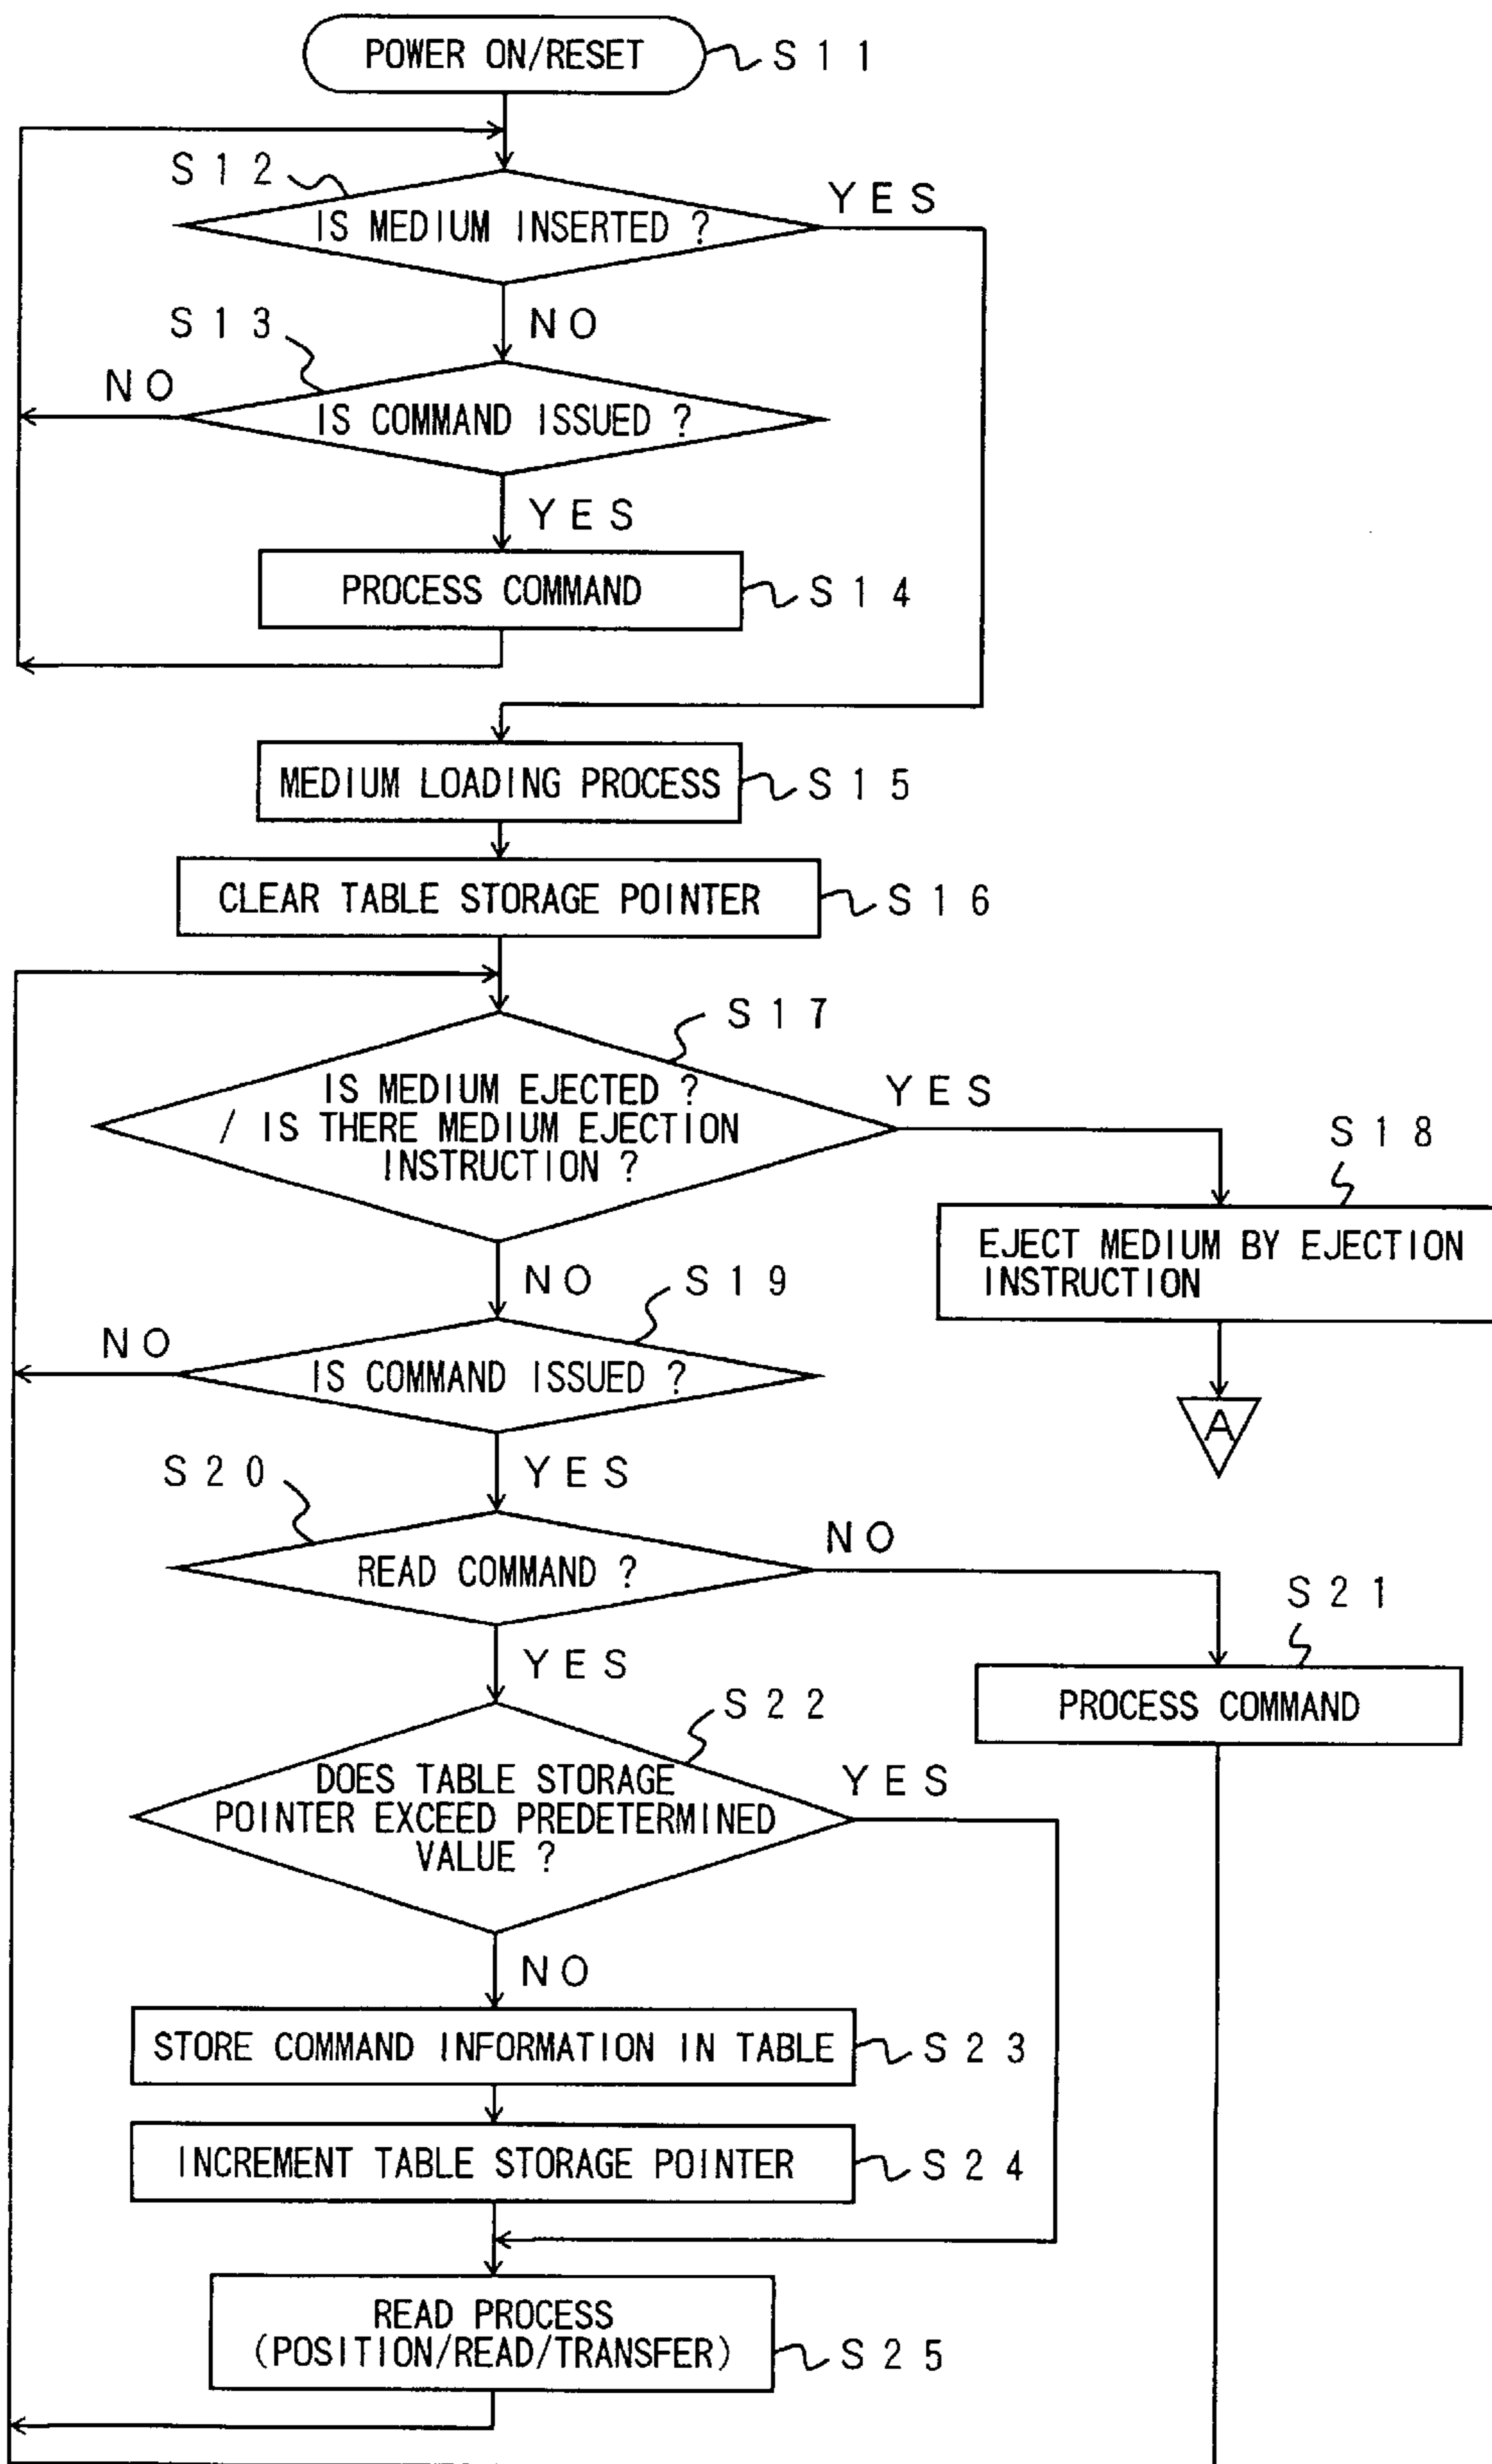 POWER ON/RESET
S11
S12
IS MEDIUM INSERTED ?
YES
NO
S13
NO
IS COMMAND ISSUED ?
YES
PROCESS COMMAND
S14
MEDIUM LOADING PROCESS
S15
CLEAR TABLE STORAGE POINTER
S16
S17
IS MEDIUM EJECTED ?
/ IS THERE MEDIUM EJECTION
INSTRUCTION ?
YES
S18
EJECT MEDIUM BY EJECTION
INSTRUCTION
A
NO
S19
NO
IS COMMAND ISSUED ?
YES
S20
READ COMMAND ?
NO
S21
PROCESS COMMAND
YES
S22
DOES TABLE STORAGE
POINTER EXCEED PREDETERMINED
VALUE ?
YES
NO
STORE COMMAND INFORMATION IN TABLE
S23
INCREMENT TABLE STORAGE POINTER
S24
READ PROCESS
(POSITION/READ/TRANSFER)
S25